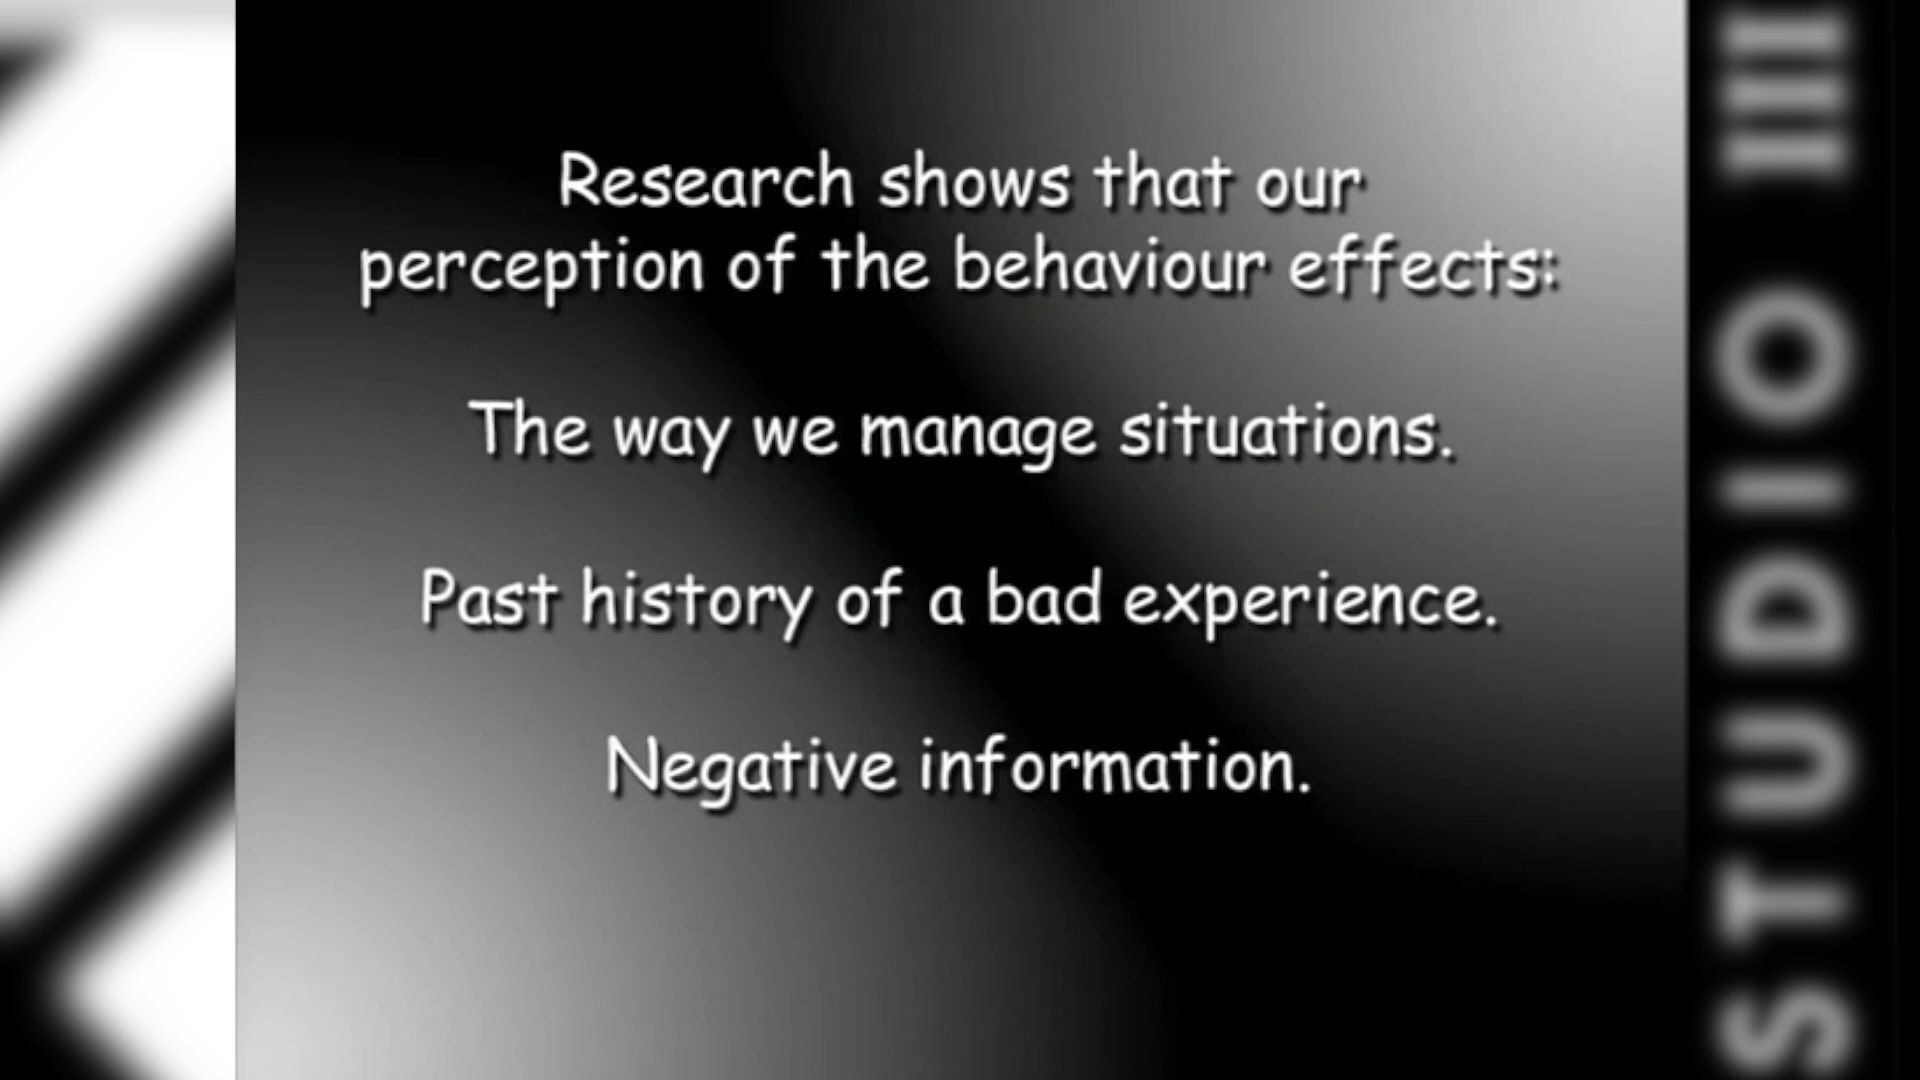 Research shows that our
perception of the behaviour effects:
The way we manage situations.
Past history of a bad experience.
Negative information.
STUDIO III